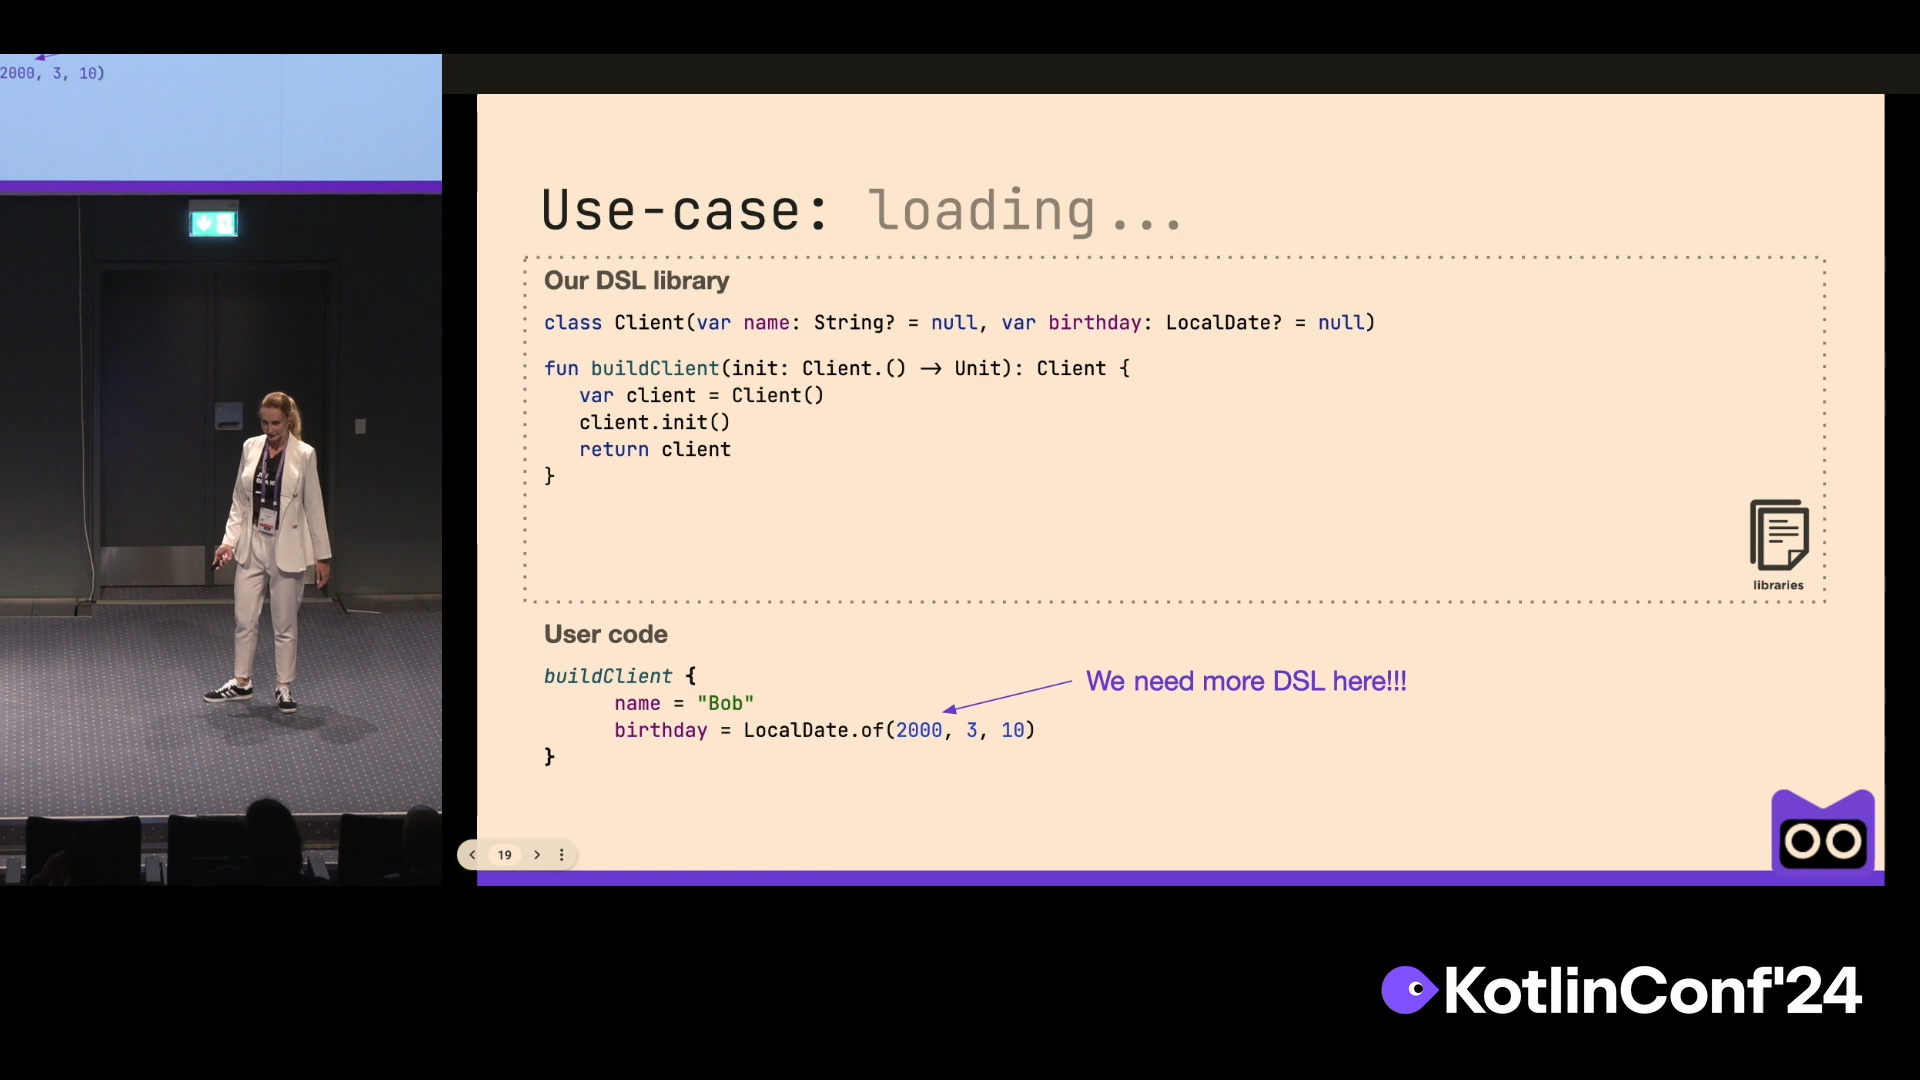 2000, 3, 10)
Use-case: loading...
Our DSL library
class Client(var name: String? = null, var birthday: LocalDate? = null)
fun buildClient(init: Client.() → Unit): Client {
var client = Client()
client.init()
return client
}
libraries
User code
buildClient {
name = "Bob"
birthday = LocalDate.of(2000, 3, 10)
}
We need more DSL here!!!
19
KotlinConf'24